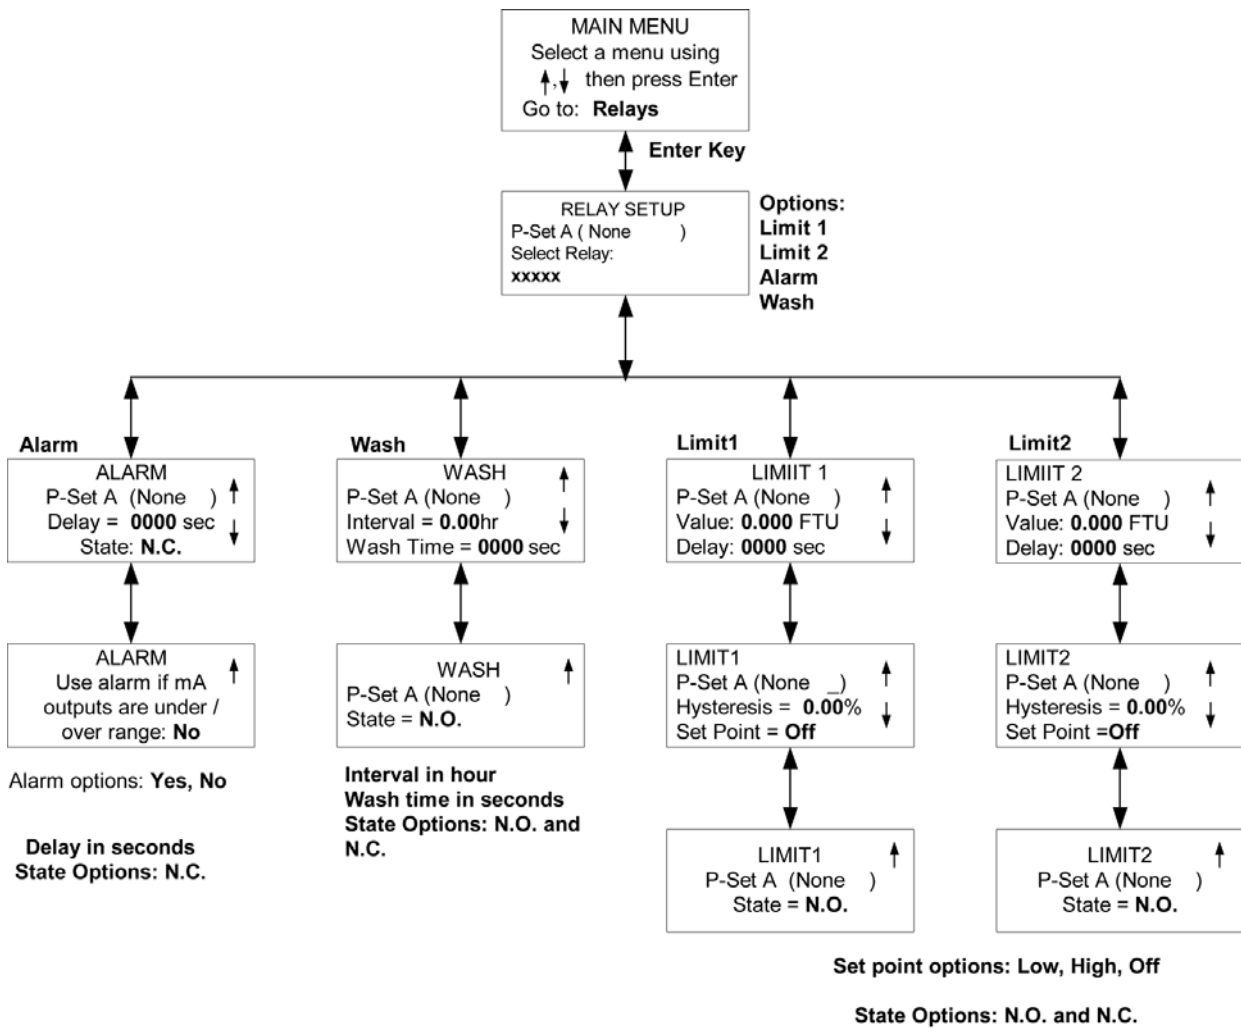 MAIN MENU
Select a menu using
↑,↓ then press Enter
Go to: Relays
Enter Key
RELAY SETUP
P-Set A ( None )
Select Relay:
xxxxx
Options:
Limit 1
Limit 2
Alarm
Wash
Alarm
ALARM
P-Set A (None )
Delay = 0000 sec
State: N.C.
ALARM
Use alarm if mA
outputs are under /
over range: No
Alarm options: Yes, No
Delay in seconds
State Options: N.C.
Wash
WASH
P-Set A (None )
Interval = 0.00hr
Wash Time = 0000 sec
WASH
P-Set A (None )
State = N.O.
Interval in hour
Wash time in seconds
State Options: N.O. and
N.C.
Limit1
LIMIIT 1
P-Set A (None )
Value: 0.000 FTU
Delay: 0000 sec
LIMIT1
P-Set A (None _)
Hysteresis = 0.00%
Set Point = Off
LIMIT1
P-Set A (None )
State = N.O.
Limit2
LIMIIT 2
P-Set A (None )
Value: 0.000 FTU
Delay: 0000 sec
LIMIT2
P-Set A (None )
Hysteresis = 0.00%
Set Point =Off
LIMIT2
P-Set A (None )
State = N.O.
Set point options: Low, High, Off
State Options: N.O. and N.C.